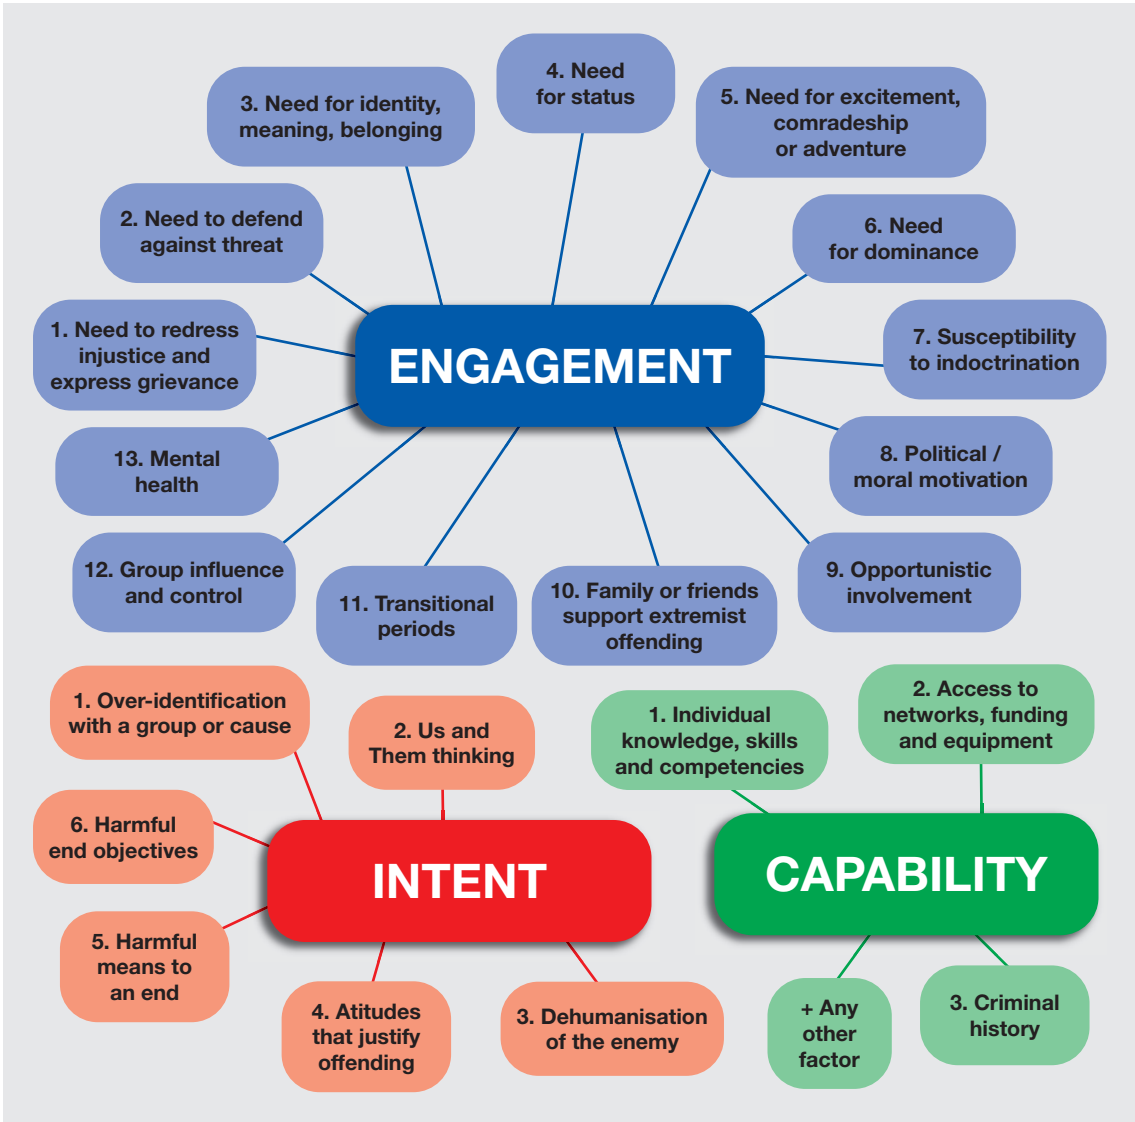 ENGAGEMENT
1. Need to redress
injustice and
express grievance
2. Need to defend
against threat
3. Need for identity,
meaning, belonging
4. Need
for status
5. Need for excitement,
comradeship
or adventure
6. Need
for dominance
7. Susceptibility
to indoctrination
8. Political /
moral motivation
9. Opportunistic
involvement
10. Family or friends
support extremist
offending
11. Transitional
periods
12. Group influence
and control
13. Mental
health
INTENT
1. Over-identification
with a group or cause
2. Us and
Them thinking
3. Dehumanisation
of the enemy
4. Atitudes
that justify
offending
5. Harmful
means to
an end
6. Harmful
end objectives
CAPABILITY
1. Individual
knowledge, skills
and competencies
2. Access to
networks, funding
and equipment
3. Criminal
history
+ Any
other
factor